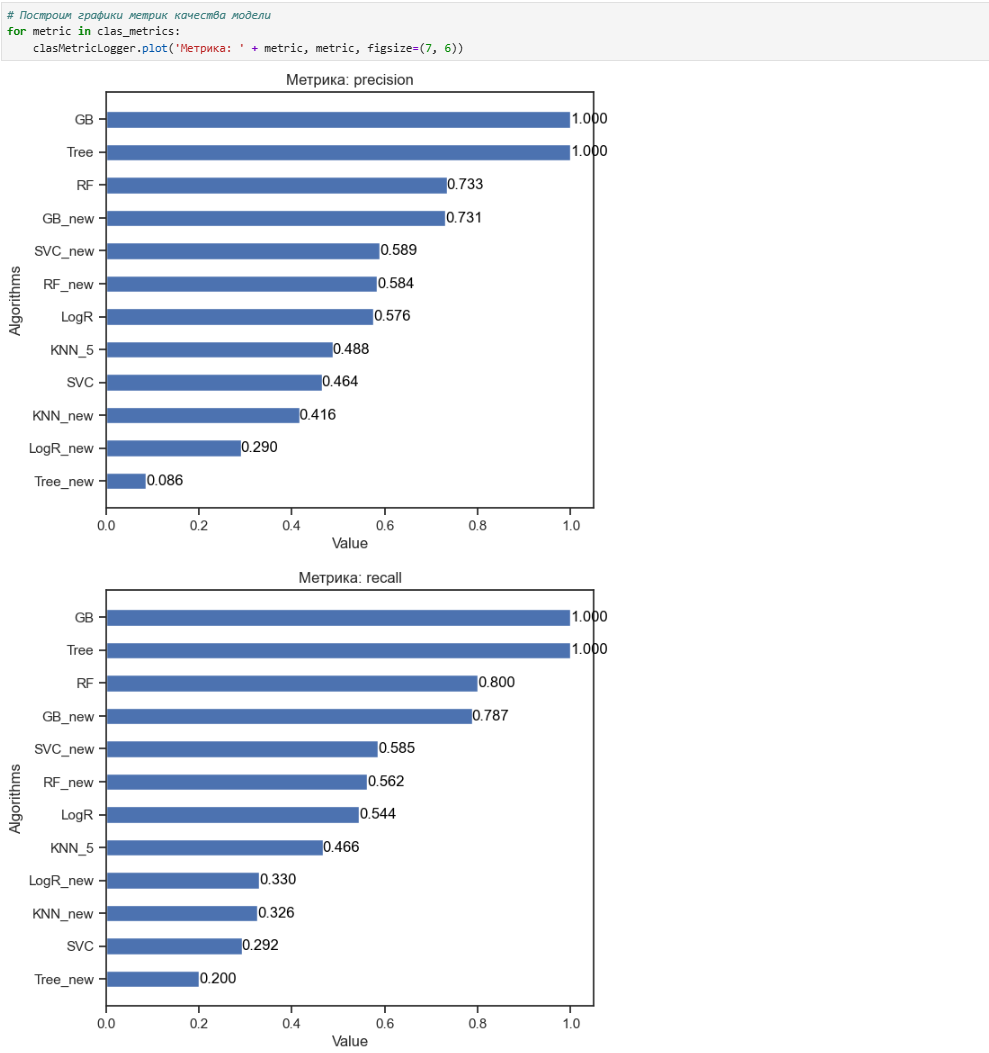 # Построим графики метрик качества модели
for metric in clas_metrics:
    clasMetricLogger.plot('Метрика: ' + metric, metric, figsize=(7, 6))
Метрика: precision
GB 1.000
Tree 1.000
RF 0.733
GB_new 0.731
SVC_new 0.589
RF_new 0.584
LogR 0.576
KNN_5 0.488
SVC 0.464
KNN_new 0.416
LogR_new 0.290
Tree_new 0.086
Algorithms
0.0 0.2 0.4 0.6 0.8 1.0
Value
Метрика: recall
GB 1.000
Tree 1.000
RF 0.800
GB_new 0.787
SVC_new 0.585
RF_new 0.562
LogR 0.544
KNN_5 0.466
LogR_new 0.330
KNN_new 0.326
SVC 0.292
Tree_new 0.200
Algorithms
0.0 0.2 0.4 0.6 0.8 1.0
Value